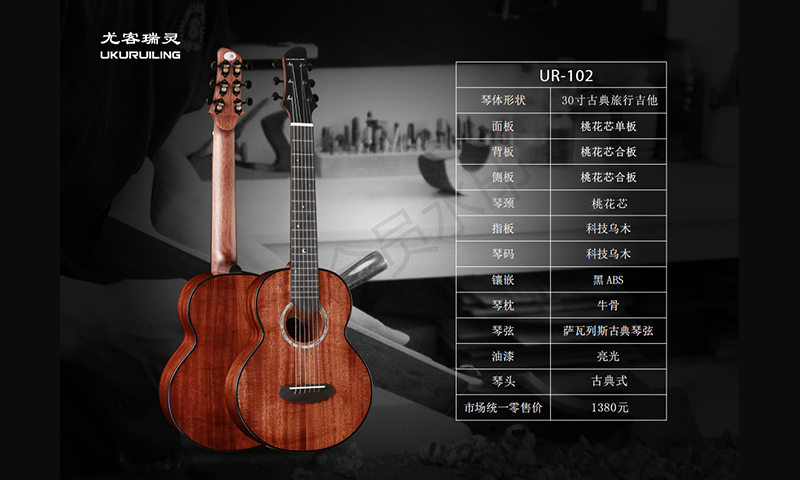 尤客瑞灵
UKURUILING
UR-102
琴体形状 30寸古典旅行吉他
面板 桃花芯单板
背板 桃花芯合板
侧板 桃花芯合板
琴颈 桃花芯
指板 科技乌木
琴码 科技乌木
镶嵌 黑ABS
琴枕 牛骨
琴弦 萨瓦列斯古典琴弦
油漆 亮光
琴头 古典式
市场统一零售价 1380元
会员水印